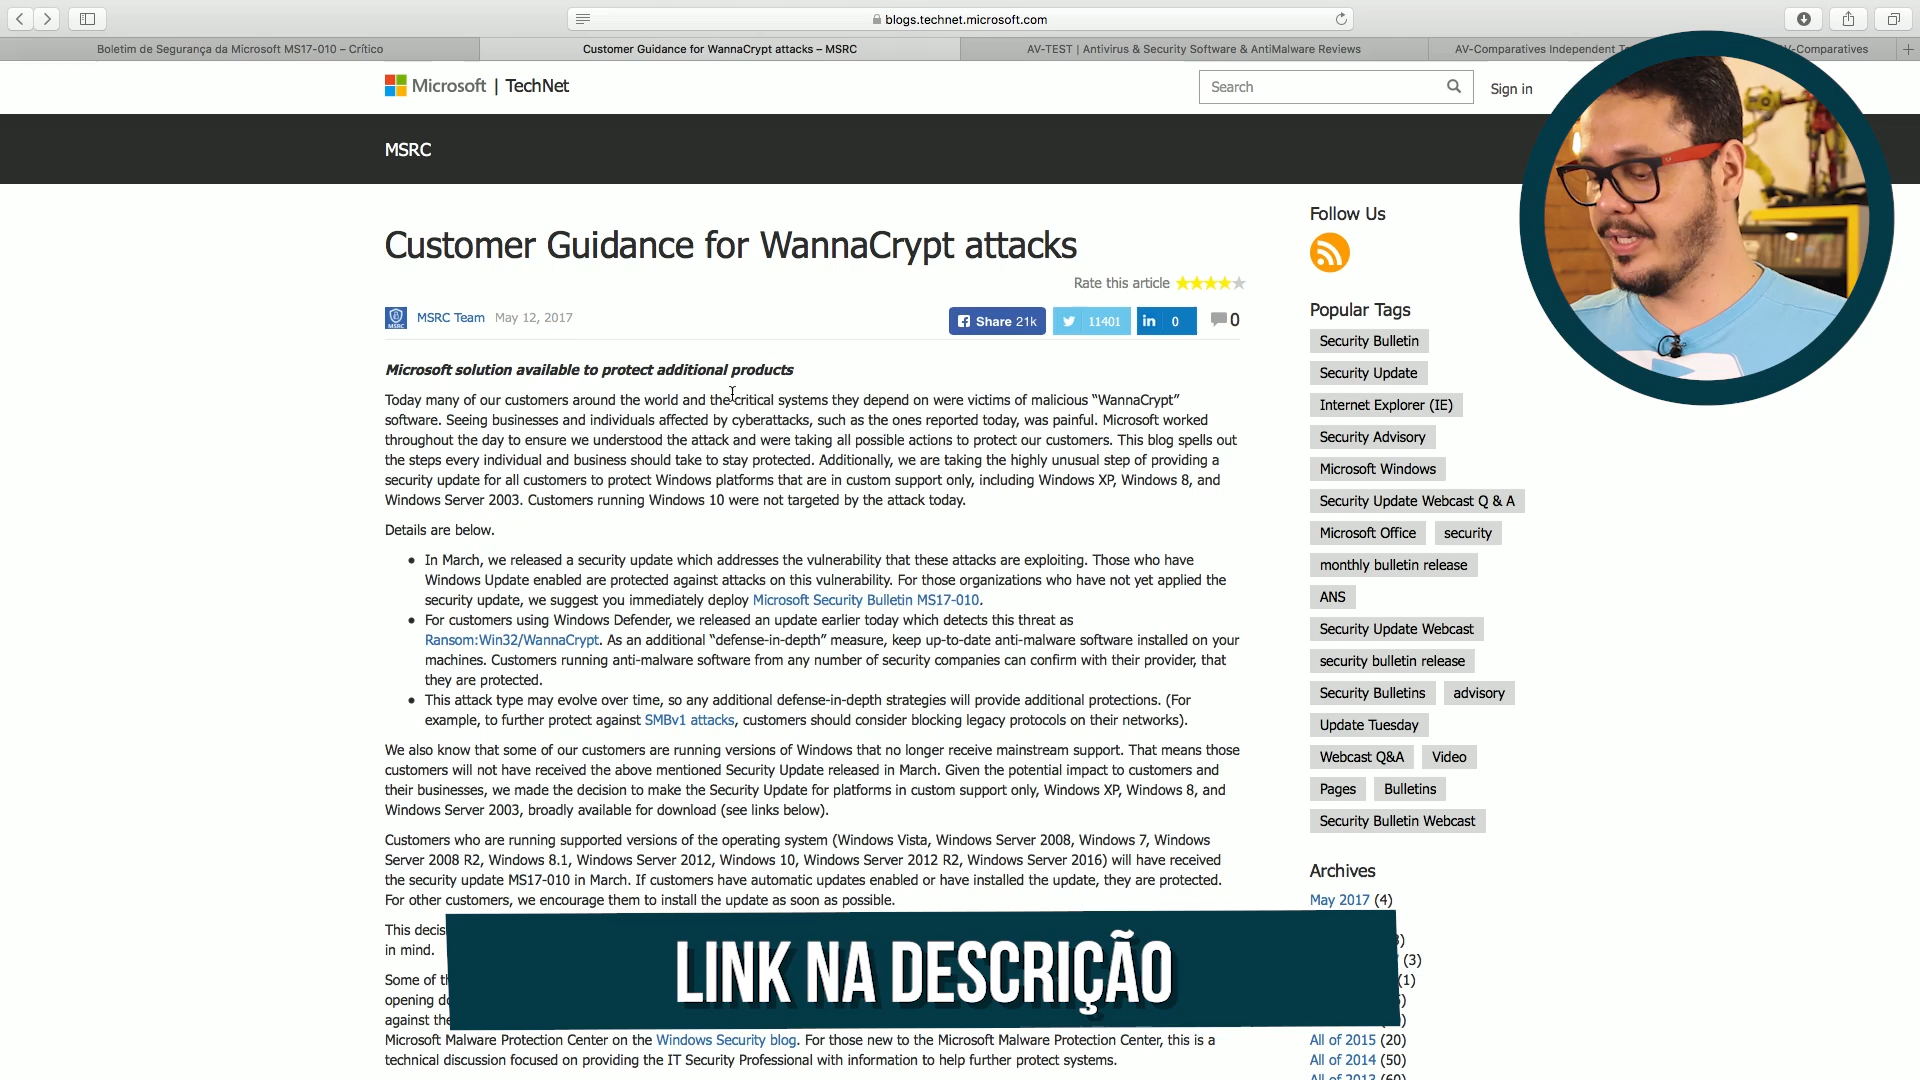 blogs.technet.microsoft.com
Boletim de Segurança da Microsoft MS17-010 – Crítico
Customer Guidance for WannaCrypt attacks – MSRC
AV-TEST | Antivirus & Security Software & AntiMalware Reviews
AV-Comparatives Independent
-Comparatives
Microsoft | TechNet
Search
Sign in
MSRC
Customer Guidance for WannaCrypt attacks
Rate this article
MSRC Team May 12, 2017
Share 21k
11401
in 0
0
Microsoft solution available to protect additional products
Today many of our customers around the world and the critical systems they depend on were victims of malicious “WannaCrypt”
software. Seeing businesses and individuals affected by cyberattacks, such as the ones reported today, was painful. Microsoft worked
throughout the day to ensure we understood the attack and were taking all possible actions to protect our customers. This blog spells out
the steps every individual and business should take to stay protected. Additionally, we are taking the highly unusual step of providing a
security update for all customers to protect Windows platforms that are in custom support only, including Windows XP, Windows 8, and
Windows Server 2003. Customers running Windows 10 were not targeted by the attack today.
Details are below.
• In March, we released a security update which addresses the vulnerability that these attacks are exploiting. Those who have
Windows Update enabled are protected against attacks on this vulnerability. For those organizations who have not yet applied the
security update, we suggest you immediately deploy Microsoft Security Bulletin MS17-010.
• For customers using Windows Defender, we released an update earlier today which detects this threat as
Ransom:Win32/WannaCrypt. As an additional “defense-in-depth” measure, keep up-to-date anti-malware software installed on your
machines. Customers running anti-malware software from any number of security companies can confirm with their provider, that
they are protected.
• This attack type may evolve over time, so any additional defense-in-depth strategies will provide additional protections. (For
example, to further protect against SMBv1 attacks, customers should consider blocking legacy protocols on their networks).
We also know that some of our customers are running versions of Windows that no longer receive mainstream support. That means those
customers will not have received the above mentioned Security Update released in March. Given the potential impact to customers and
their businesses, we made the decision to make the Security Update for platforms in custom support only, Windows XP, Windows 8, and
Windows Server 2003, broadly available for download (see links below).
Customers who are running supported versions of the operating system (Windows Vista, Windows Server 2008, Windows 7, Windows
Server 2008 R2, Windows 8.1, Windows Server 2012, Windows 10, Windows Server 2012 R2, Windows Server 2016) will have received
the security update MS17-010 in March. If customers have automatic updates enabled or have installed the update, they are protected.
For other customers, we encourage them to install the update as soon as possible.
This
in mind.
Some of
opening
against
Microsoft Malware Protection Center on the Windows Security blog. For those new to the Microsoft Malware Protection Center, this is a
technical discussion focused on providing the IT Security Professional with information to help further protect systems.
LINK NA DESCRIÇÃO
Follow Us
Popular Tags
Security Bulletin
Security Update
Internet Explorer (IE)
Security Advisory
Microsoft Windows
Security Update Webcast Q & A
Microsoft Office security
monthly bulletin release
ANS
Security Update Webcast
security bulletin release
Security Bulletins advisory
Update Tuesday
Webcast Q&A Video
Pages Bulletins
Security Bulletin Webcast
Archives
May 2017 (4)
(3)
(1)
All of 2015 (20)
All of 2014 (50)
All of 2013 (60)